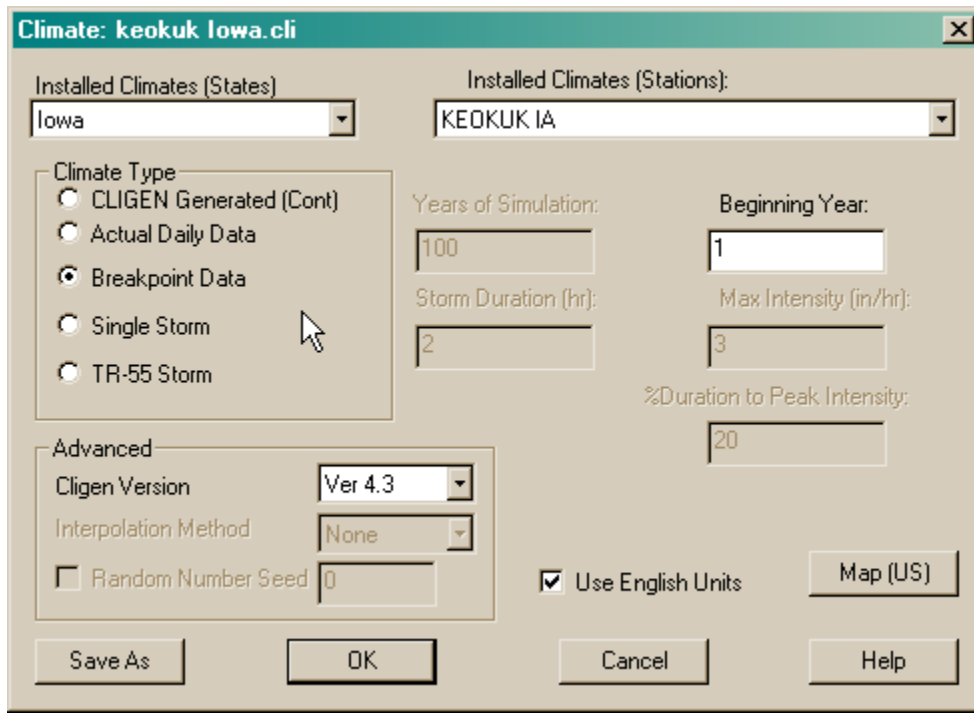 Climate: keokuk Iowa.cli
Installed Climates (States)
Installed Climates (Stations):
Iowa
KEOKUK IA
Climate Type
CLIGEN Generated (Cont)
Actual Daily Data
Breakpoint Data
Single Storm
TR-55 Storm
Years of Simulation:
Beginning Year:
100
1
Storm Duration (hr):
Max Intensity (in/hr):
2
3
%Duration to Peak Intensity:
20
Advanced
Cligen Version
Ver 4.3
Interpolation Method
None
Random Number Seed
0
Use English Units
Map (US)
Save As
OK
Cancel
Help